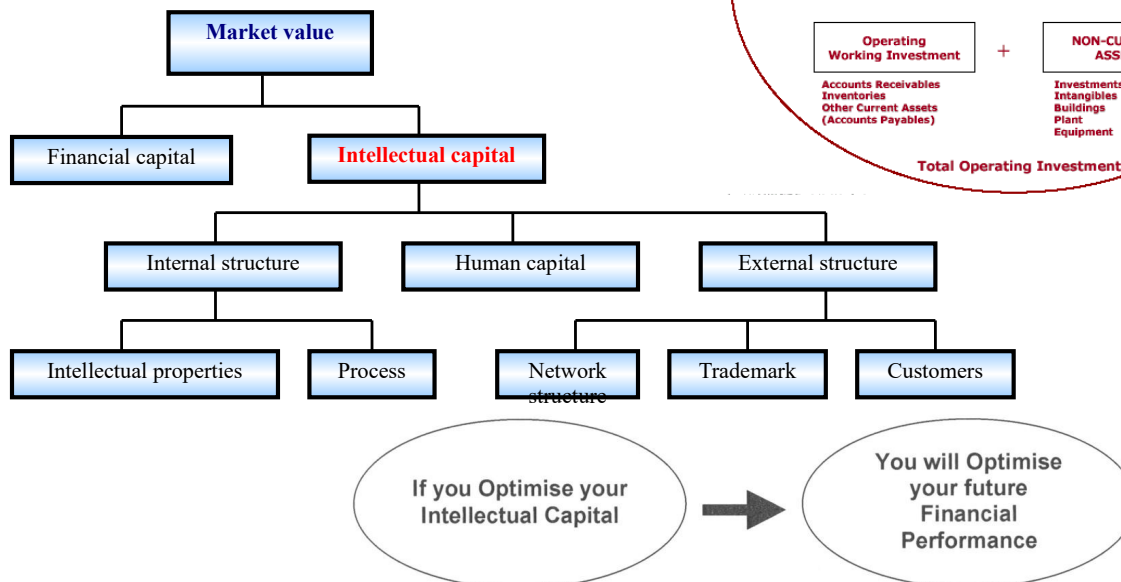 Market value
Financial capital
Intellectual capital
Internal structure
Human capital
External structure
Intellectual properties
Process
Network
structure
Trademark
Customers
Operating
Working Investment
+
Accounts Receivables
Inventories
Other Current Assets
(Accounts Payables)
Investments
Intangibles
Buildings
Plant
Equipment
Total Operating Investment
If you Optimise your
Intellectual Capital
You will Optimise
your future
Financial
Performance